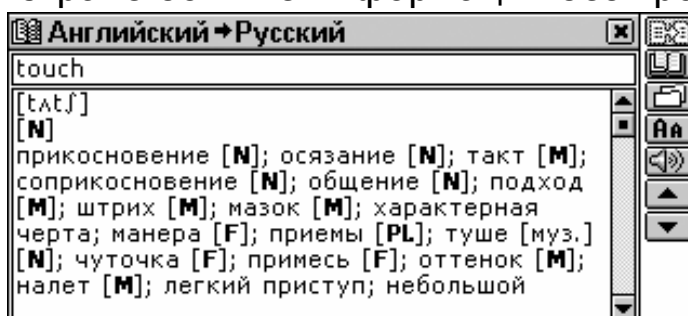 Английский→Русский
touch
[tʌtʃ]
[N]
прикосновение [N]; осязание [N]; такт [M];
соприкосновение [N]; общение [N]; подход
[M]; штрих [M]; мазок [M]; характерная
черта; манера [F]; приемы [PL]; туше [муз.]
[N]; чуточка [F]; примесь [F]; оттенок [M];
налет [M]; легкий приступ; небольшой
Aa